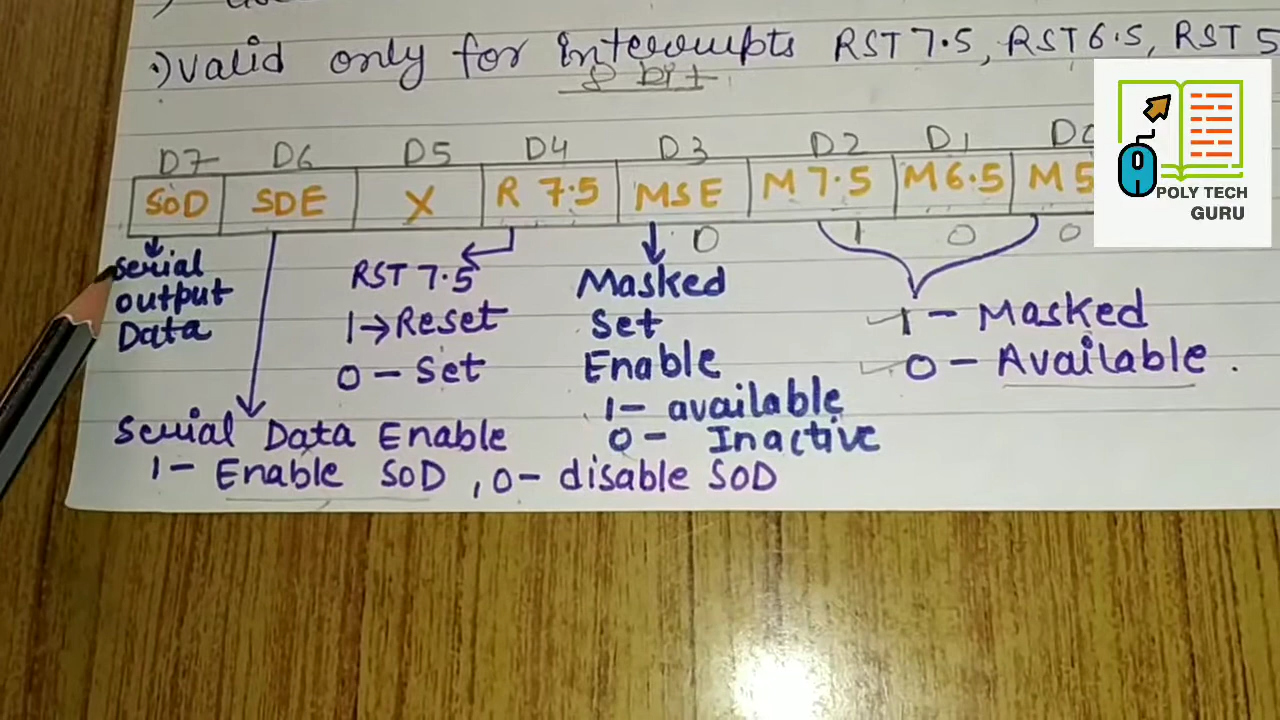 •) Valid only for interrupts RST 7.5, RST 6.5, RST 5
8 bit
D7 D6 D5 D4 D3 D2 D1 D0
SOD SDE X R 7.5 MSE M 7.5 M 6.5 M 5
0 1 0 0
Serial output Data
RST 7.5
1→Reset
0 - Set
Masked Set Enable
1 - available
0 - Inactive
1 - Masked
0 - Available .
Serial Data Enable
1 - Enable SOD , 0 - disable SOD
POLY TECH
GURU